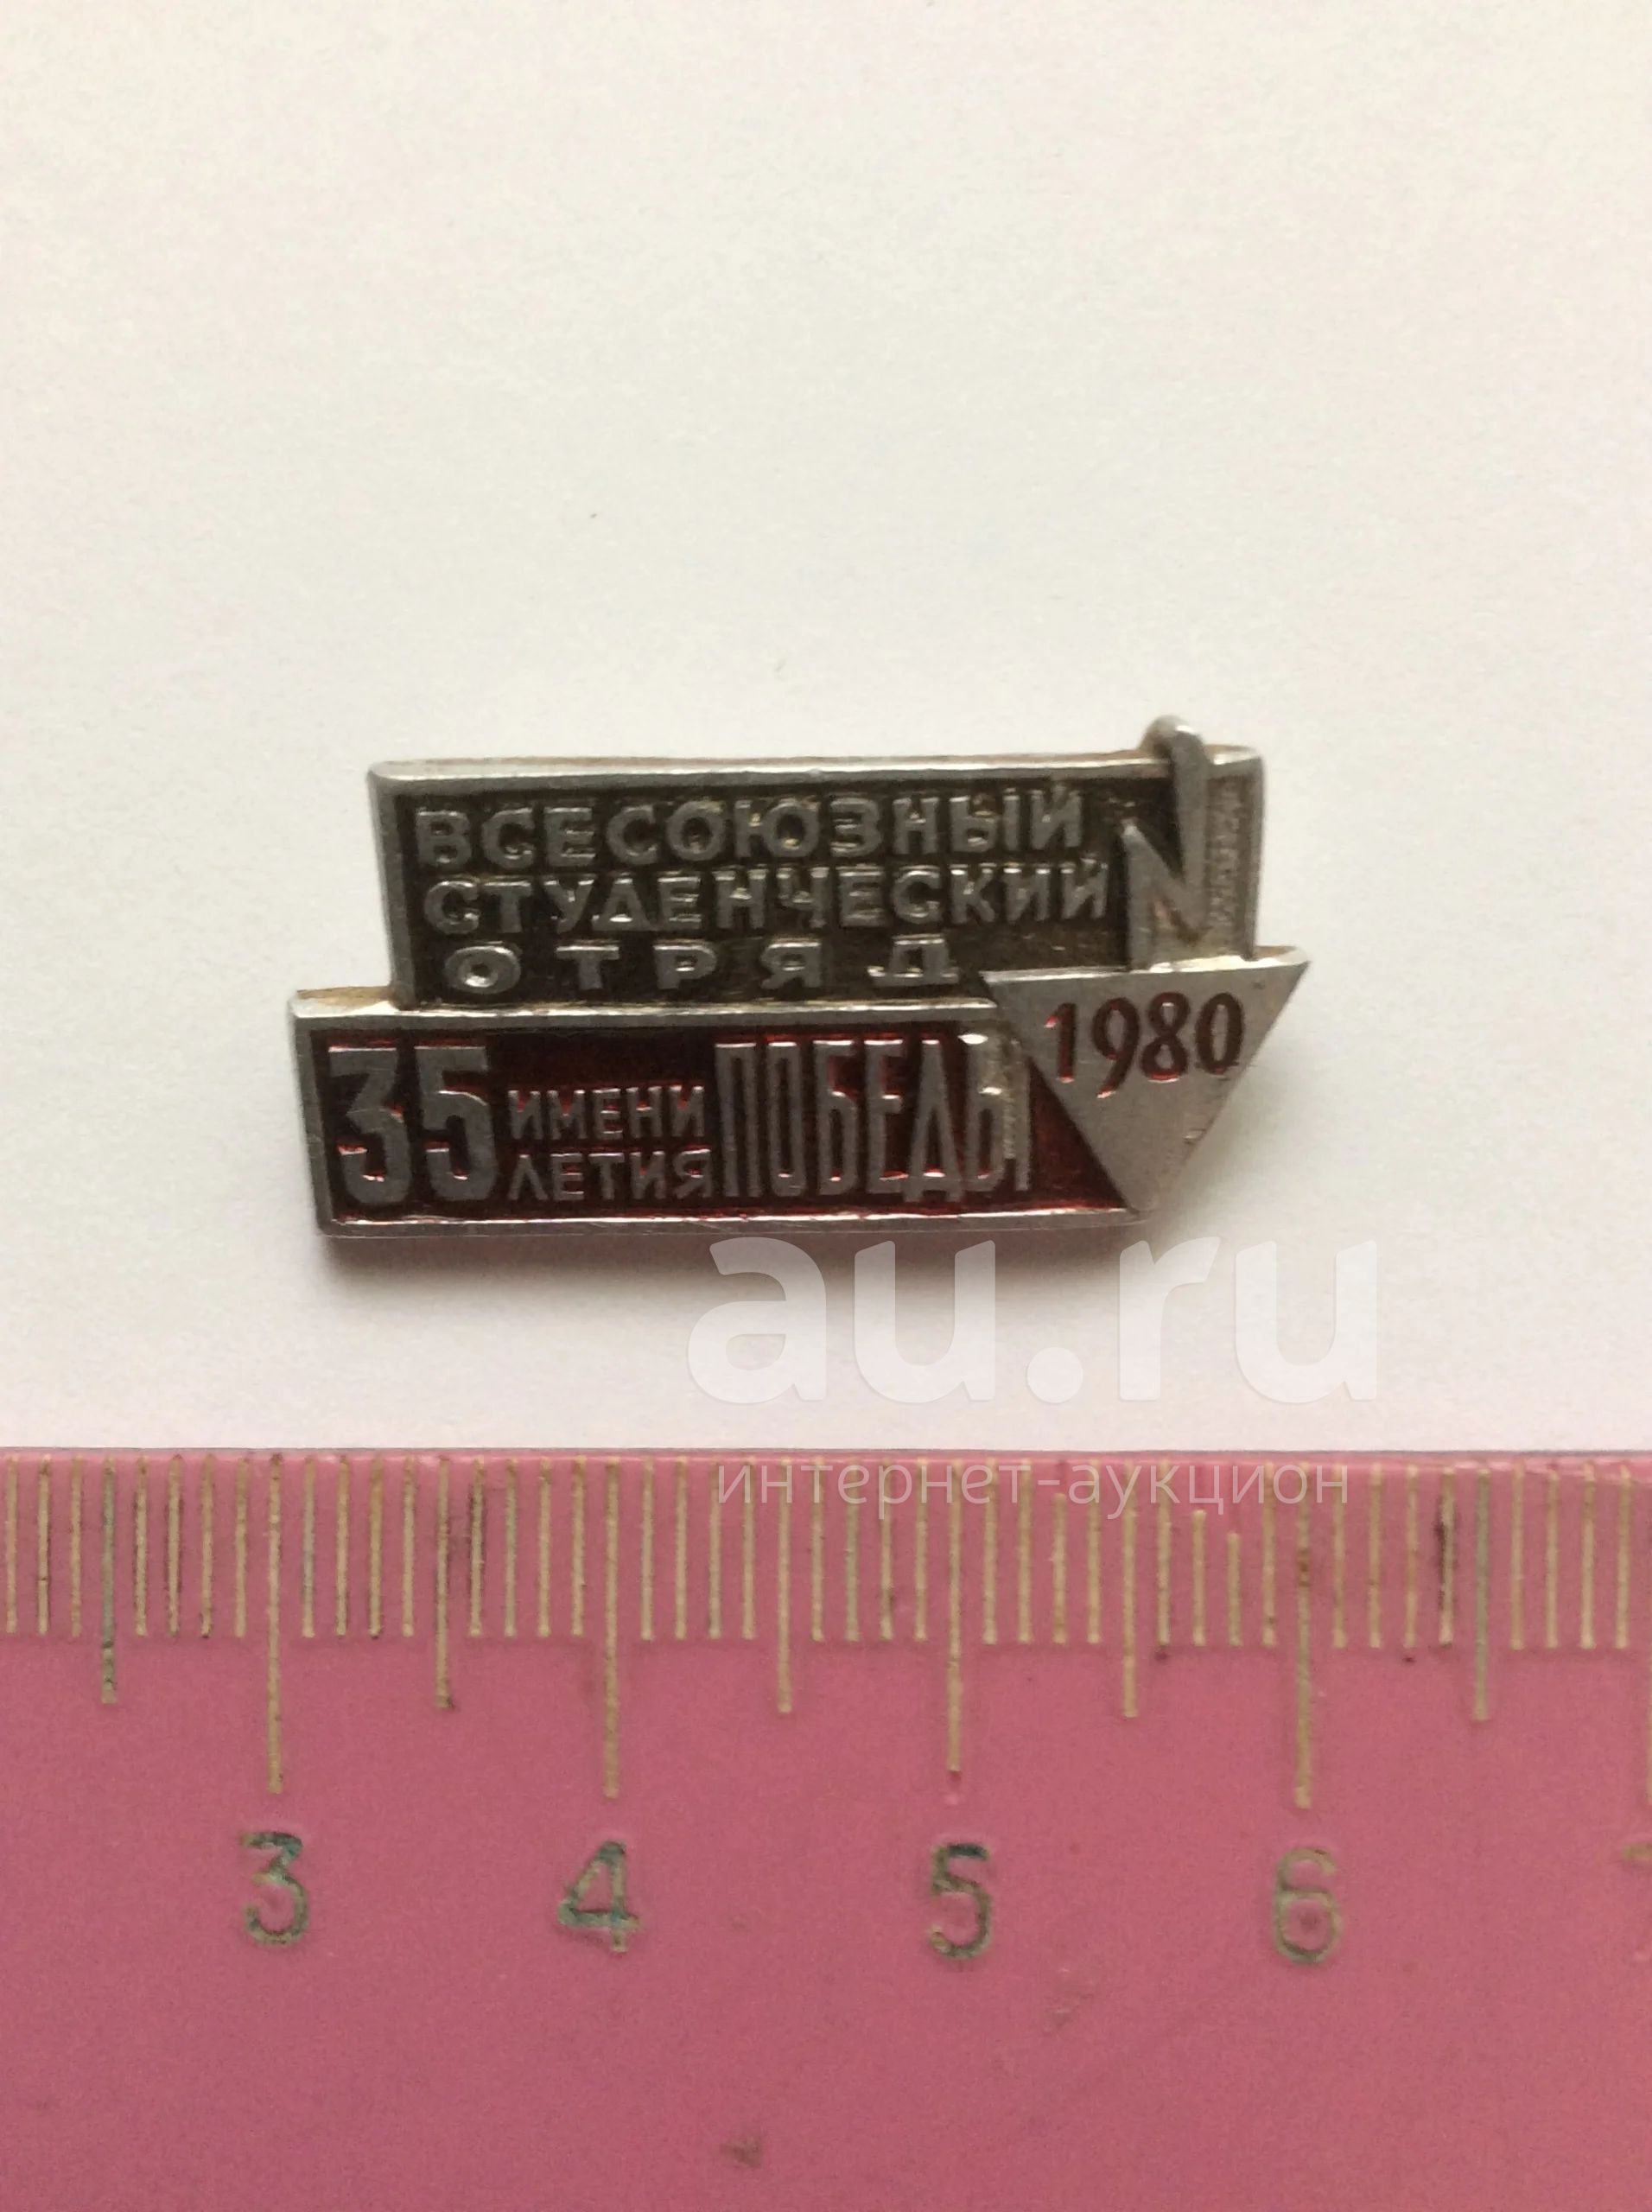 ВСЕСОЮЗНЫЙ
СТУДЕНЧЕСКИЙ
ОТРЯД
1980
35 ИМЕНИ ЛЕТИЯ ПОБЕДЫ
au.ru
интернет-аукцион
3 4 5 6